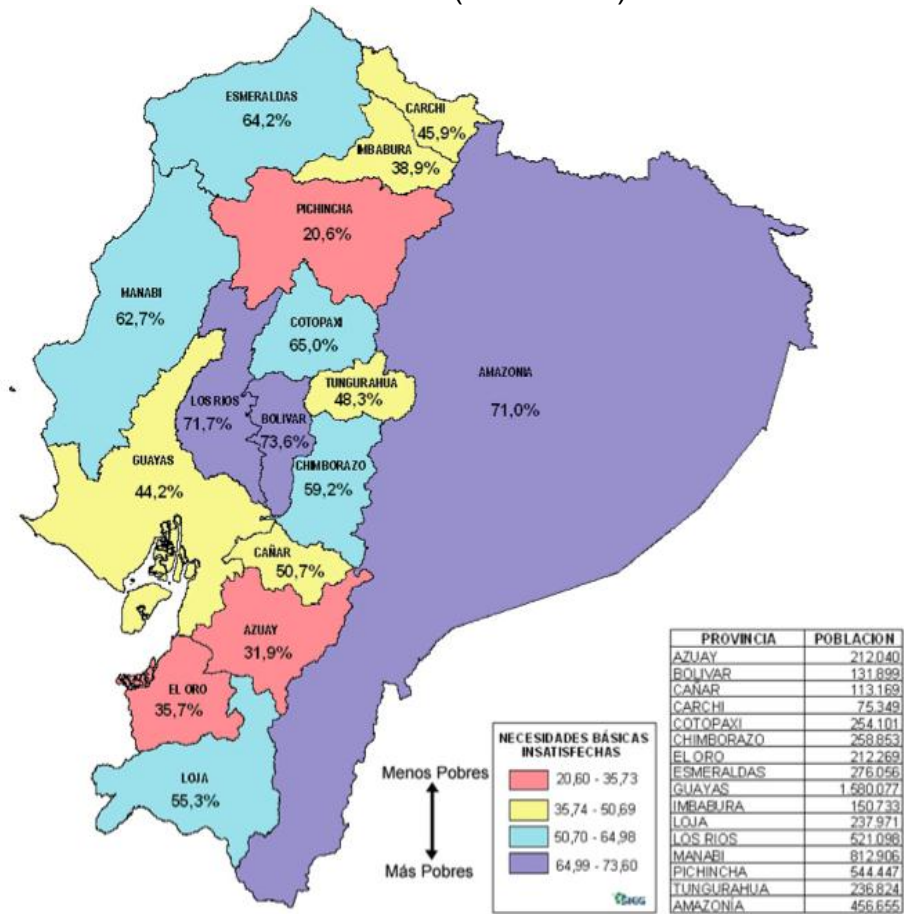 ESMERALDAS
64,2%
CARCHI
45,9%
IMBABURA
38,9%
PICHINCHA
20,6%
MANABI
62,7%
COTOPAXI
65,0%
AMAZONIA
71,0%
TUNGURAHUA
48,3%
LOS RIOS
71,7%
BOLIVAR
73,6%
CHIMBORAZO
59,2%
GUAYAS
44,2%
CAÑAR
50,7%
AZUAY
31,9%
EL ORO
35,7%
LOJA
55,3%
Menos Pobres
Más Pobres
NECESIDADES BÁSICAS
INSATISFECHAS
20,60 - 35,73
35,74 - 50,69
50,70 - 64,98
64,99 - 73,60
PROVINCIA POBLACION
AZUAY 212.040
BOLIVAR 131.899
CAÑAR 113.169
CARCHI 75.349
COTOPAXI 254.101
CHIMBORAZO 258.853
EL ORO 212.269
ESMERALDAS 276.056
GUAYAS 1.580.077
IMBABURA 150.733
LOJA 237.971
LOS RIOS 521.098
MANABI 812.906
PICHINCHA 544.447
TUNGURAHUA 236.824
AMAZONÍA 456.655